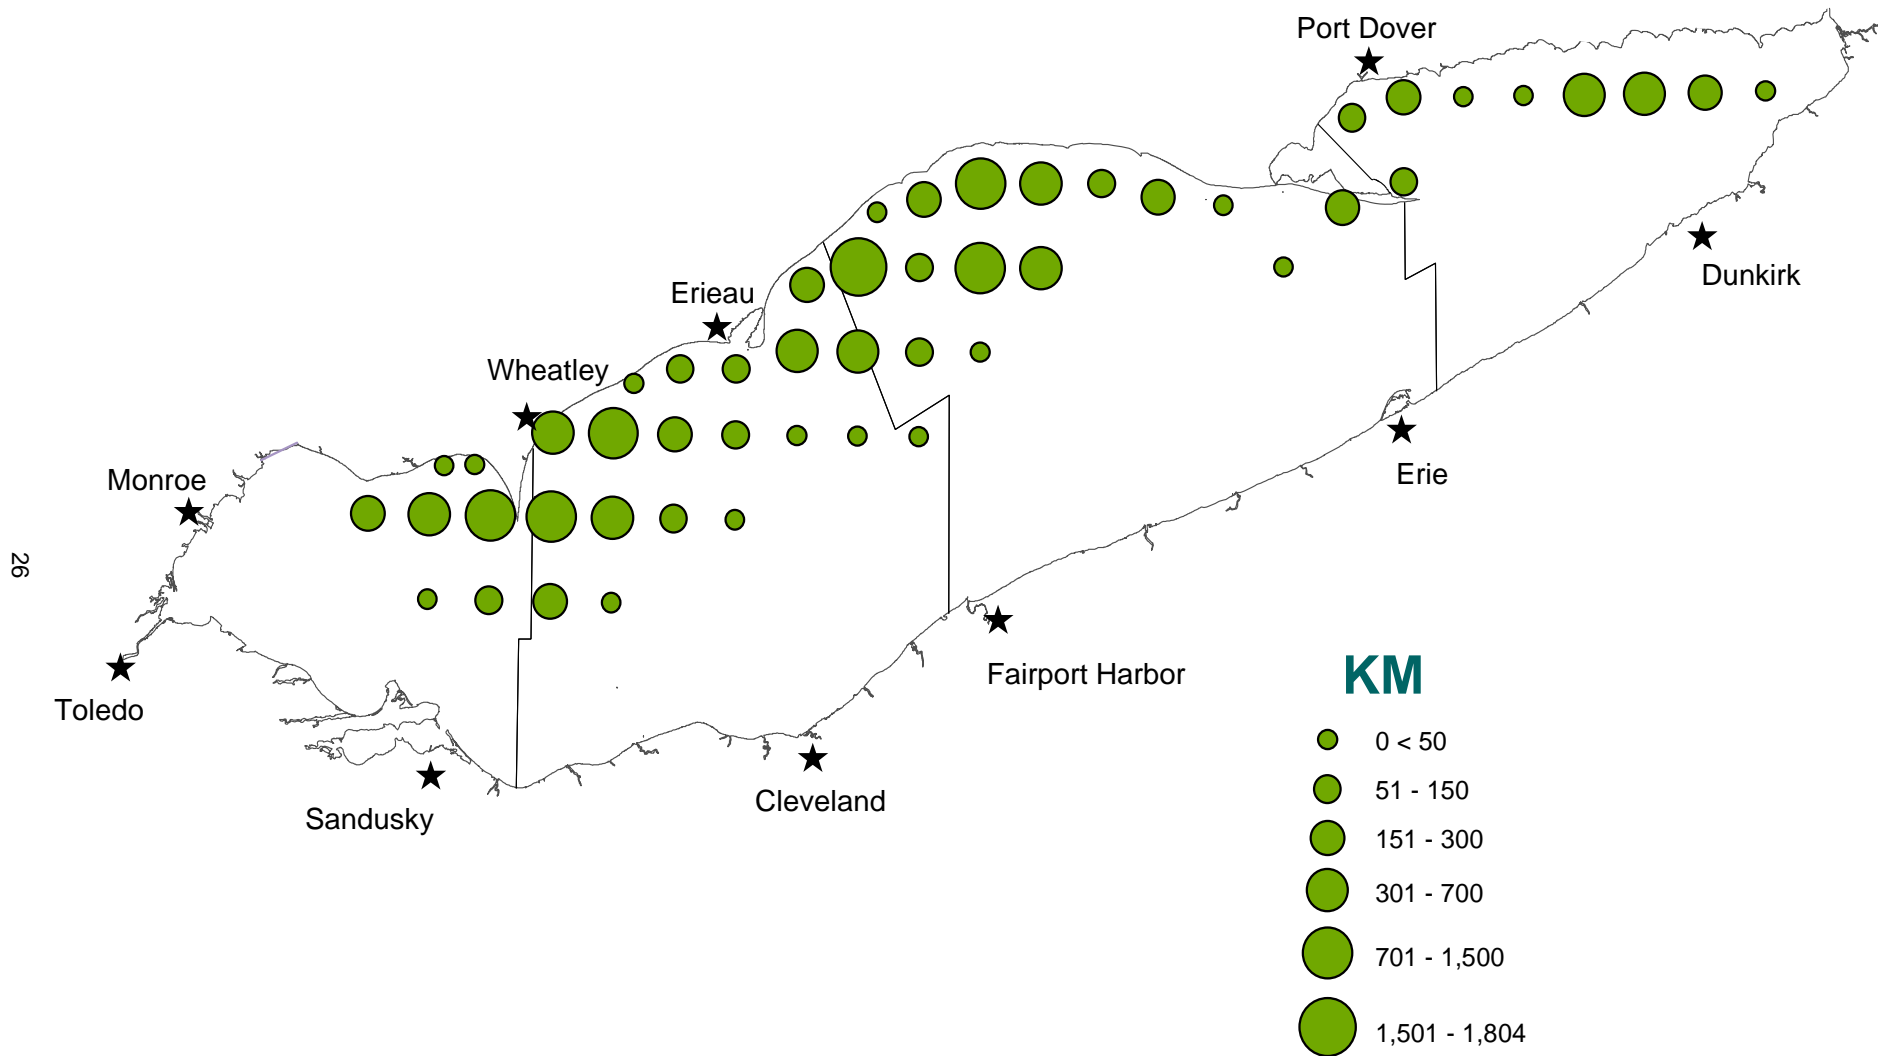 Port Dover
Dunkirk
Erieau
Wheatley
Monroe
Erie
26
Toledo
Fairport Harbor
Sandusky
Cleveland
KM
0 < 50
51 - 150
151 - 300
301 - 700
701 - 1,500
1,501 - 1,804